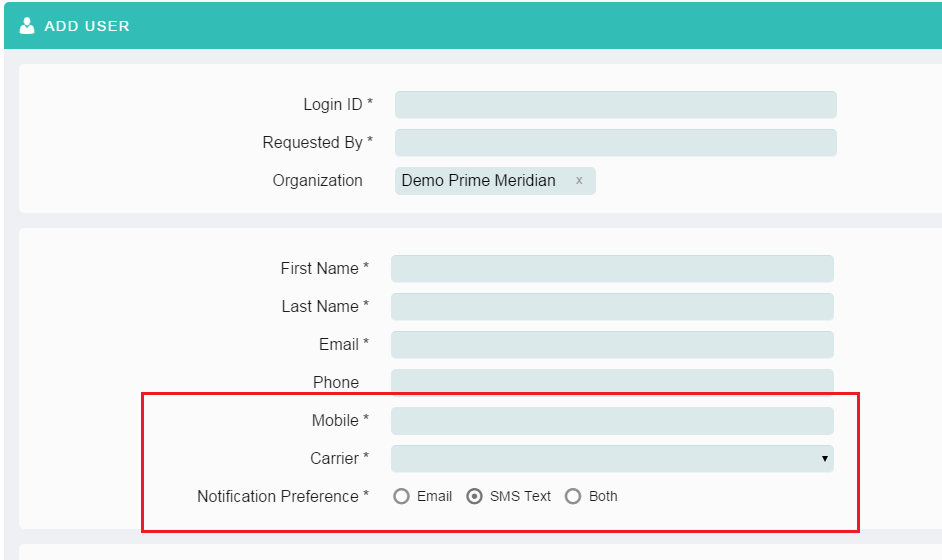 ADD USER
Login ID *
Requested By *
Organization Demo Prime Meridian x
First Name *
Last Name *
Email *
Phone
Mobile *
Carrier *
Notification Preference * Email SMS Text Both